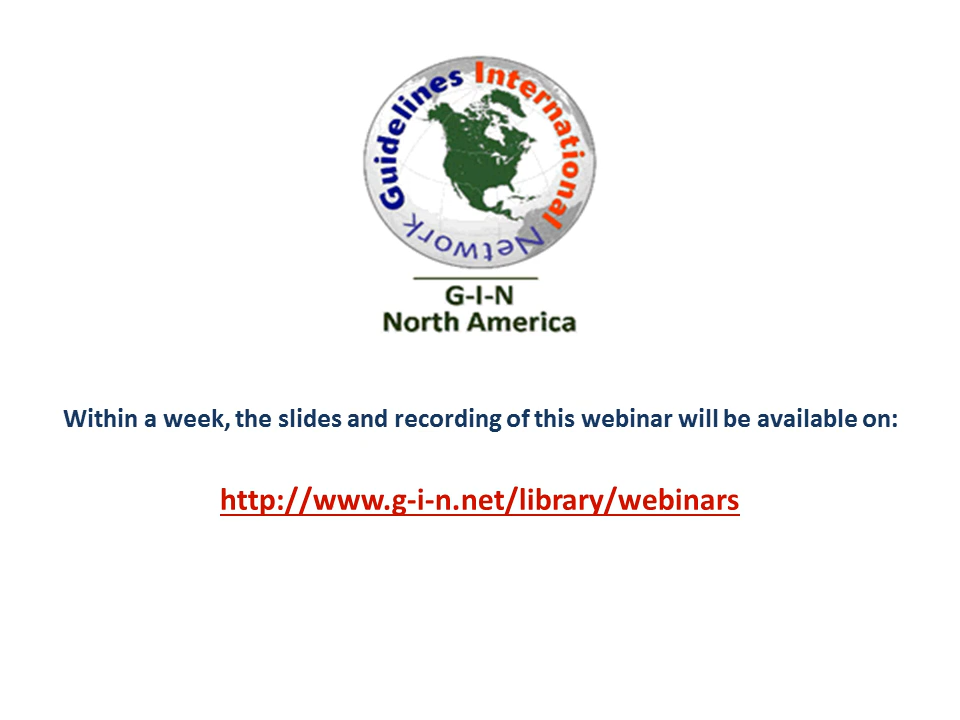 Guidelines International Network
G-I-N
North America
Within a week, the slides and recording of this webinar will be available on:
http://www.g-i-n.net/library/webinars